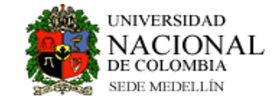 UNIVERSIDAD
NACIONAL
DE COLOMBIA
SEDE MEDELLÍN